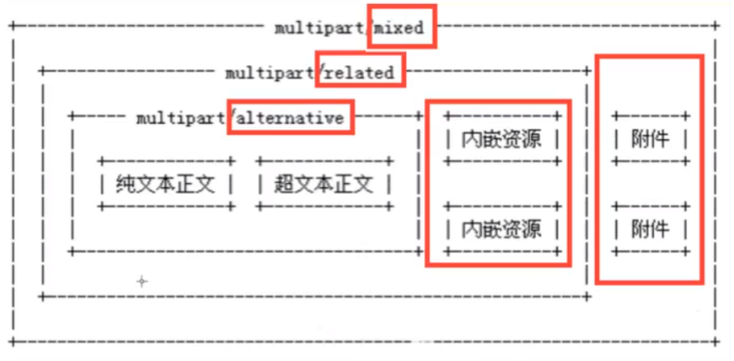 multipart/mixed
multipart/related
multipart/alternative
内嵌资源
附件
纯文本正文
超文本正文
内嵌资源
附件